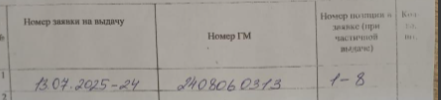 Номер заявки на выдачу
Номер ГМ
Номер позиции в
заявке (при
частичной
выдаче)
1
13.07.2025-24
2408060313
1-8
2